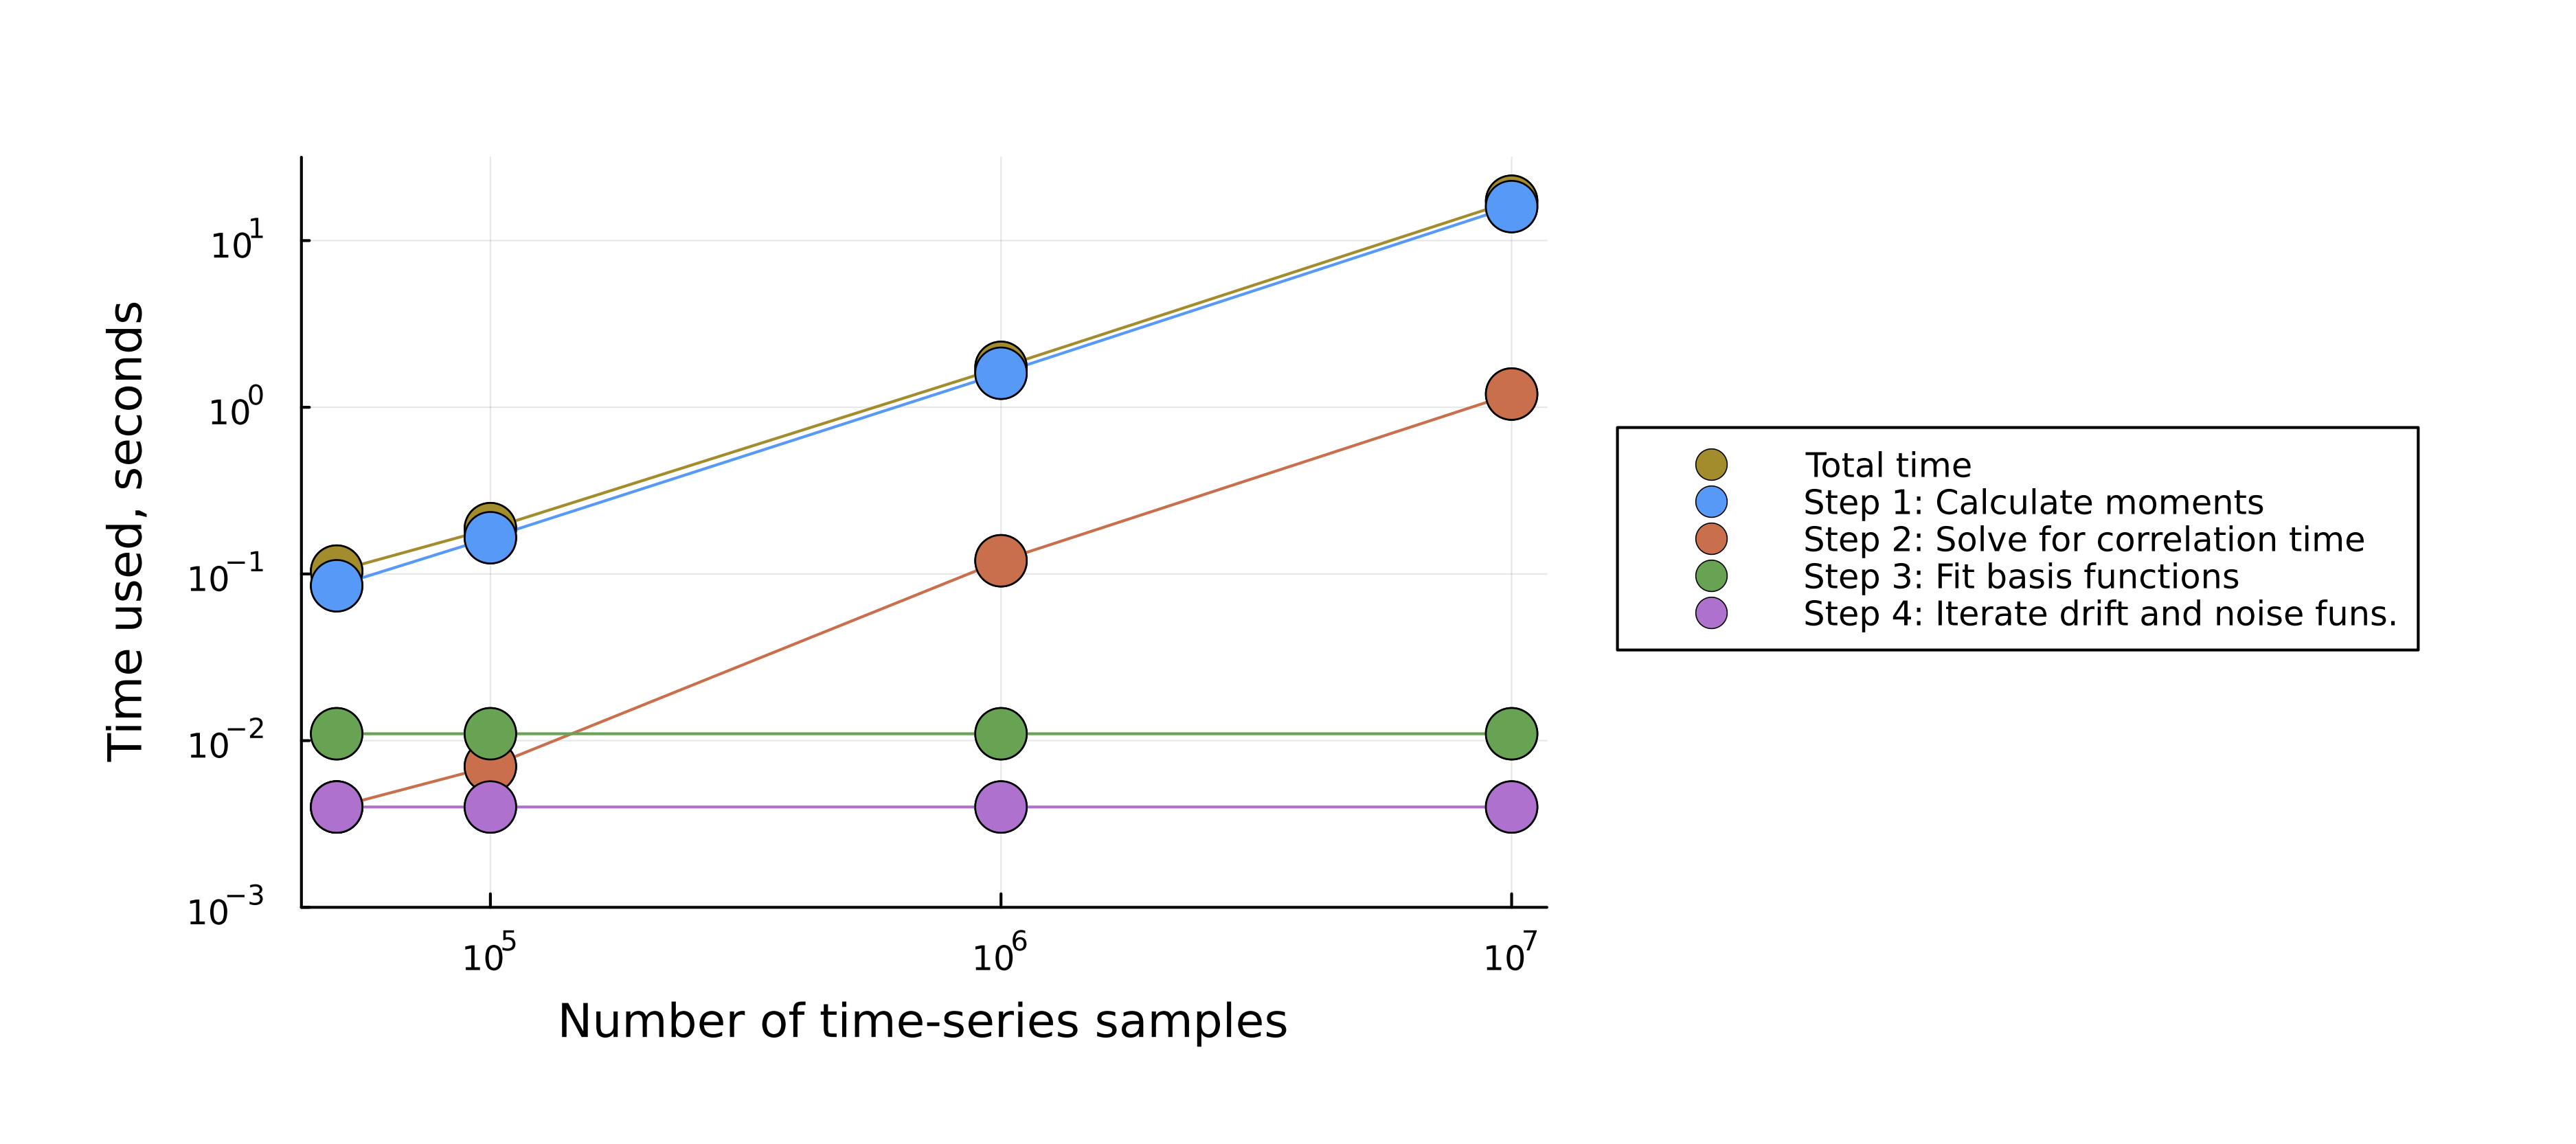 Time used, seconds
10^1
10^0
10^−1
10^−2
10^−3
10^5
10^6
10^7
Number of time-series samples
Total time
Step 1: Calculate moments
Step 2: Solve for correlation time
Step 3: Fit basis functions
Step 4: Iterate drift and noise funs.